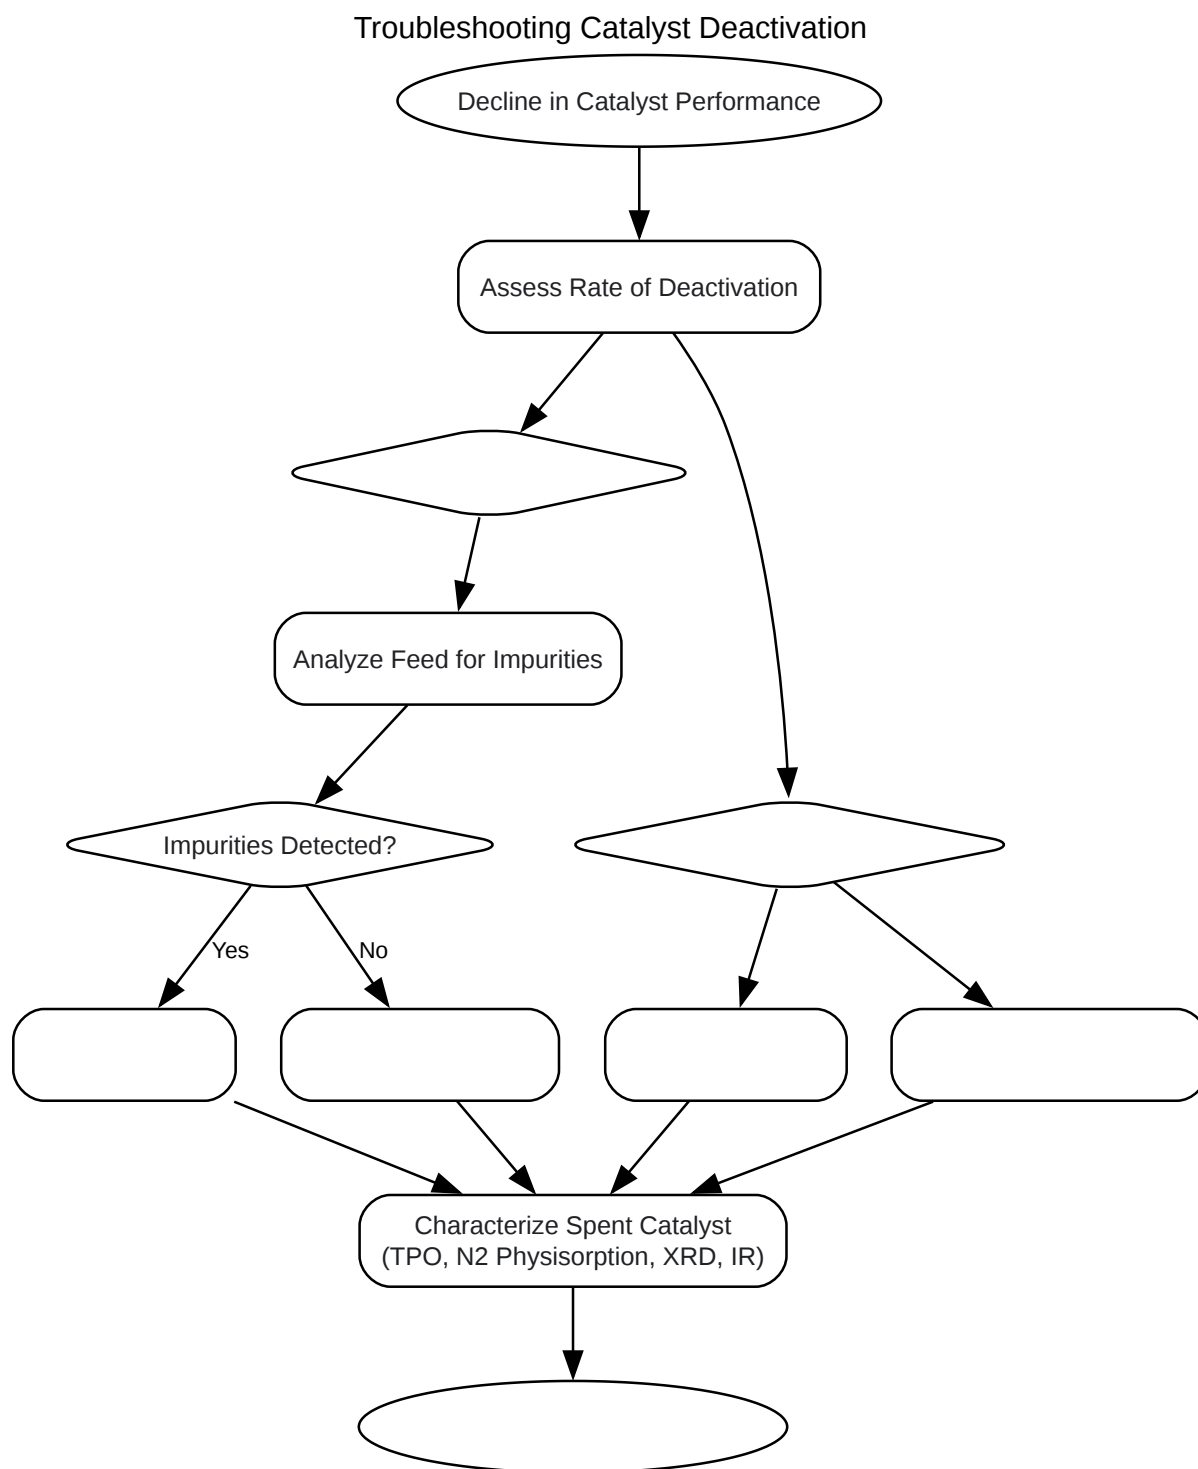 Troubleshooting Catalyst Deactivation
Decline in Catalyst Performance
Assess Rate of Deactivation
Analyze Feed for Impurities
Impurities Detected?
Yes
No
Characterize Spent Catalyst
(TPO, N2 Physisorption, XRD, IR)